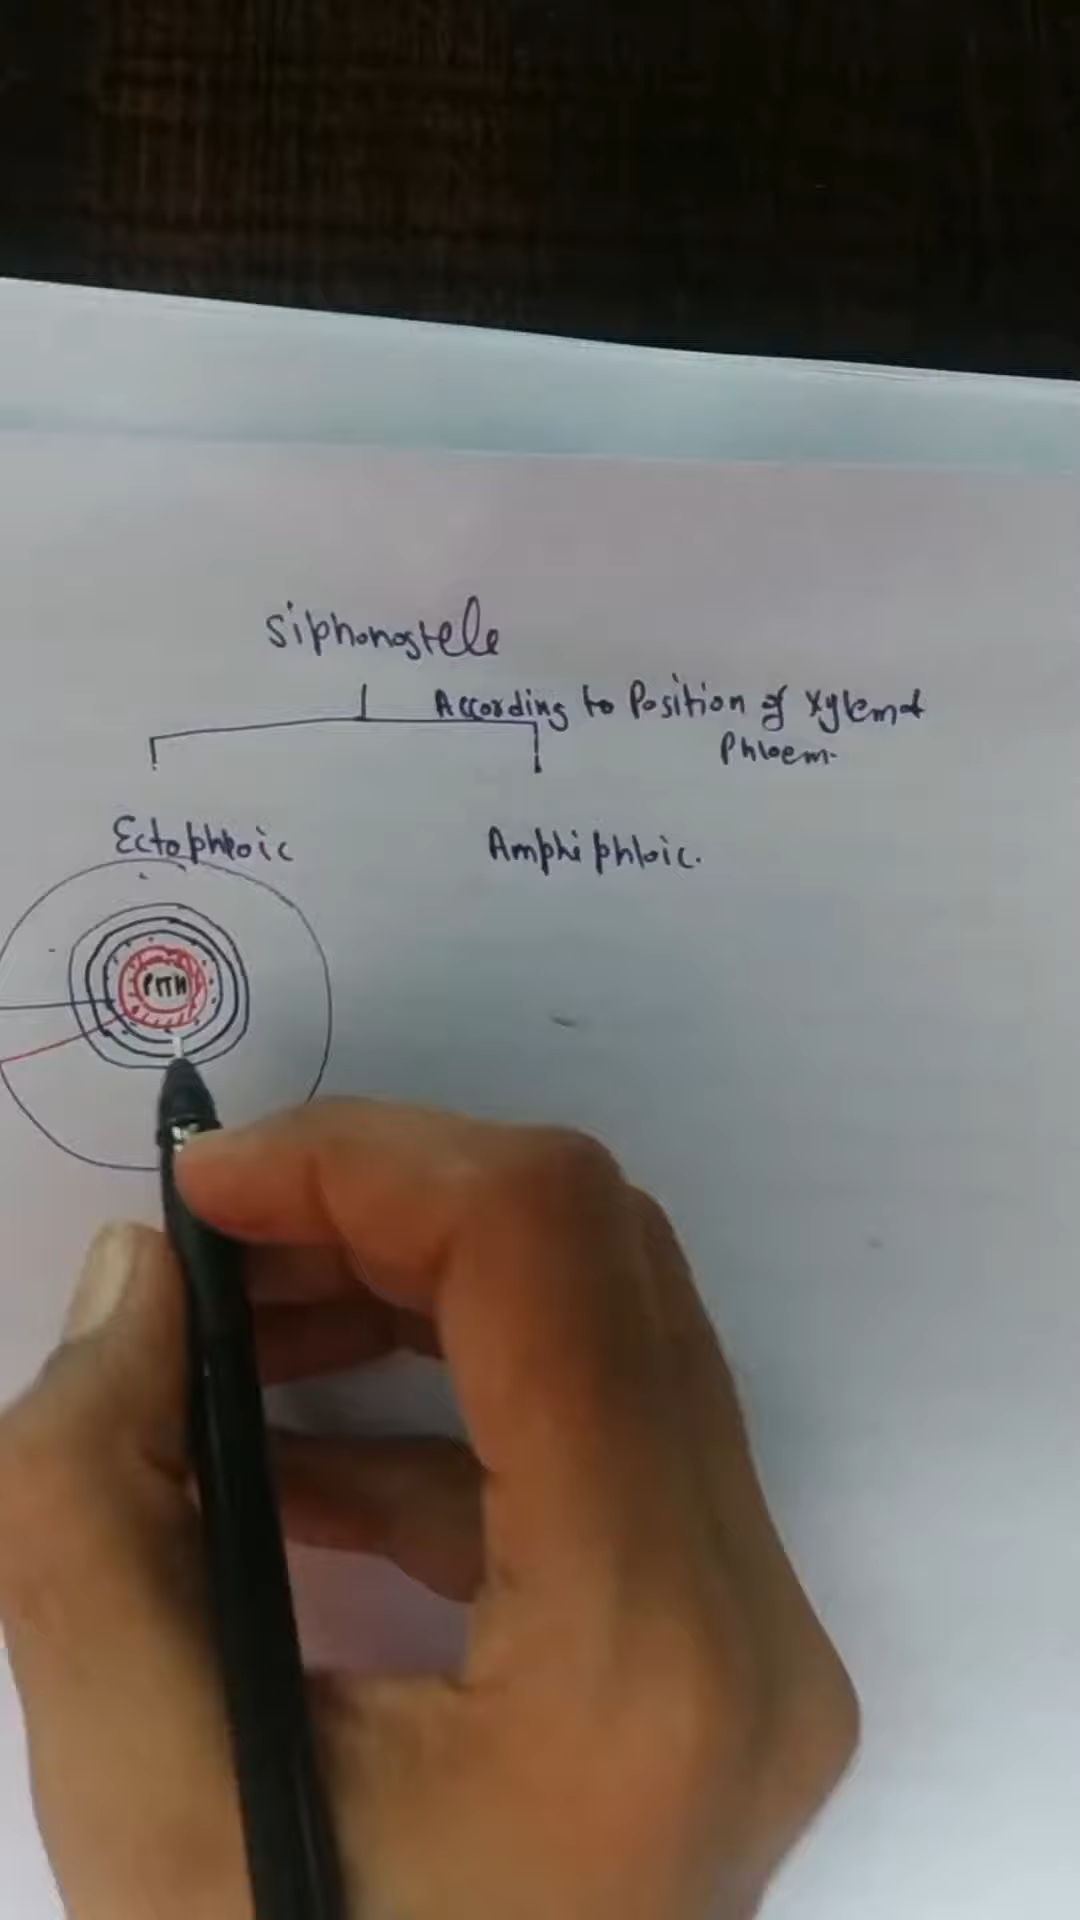 Siphonostele
According to Position of Xylem &
Phloem.
Ectophloic
Amphiphloic.
PITH